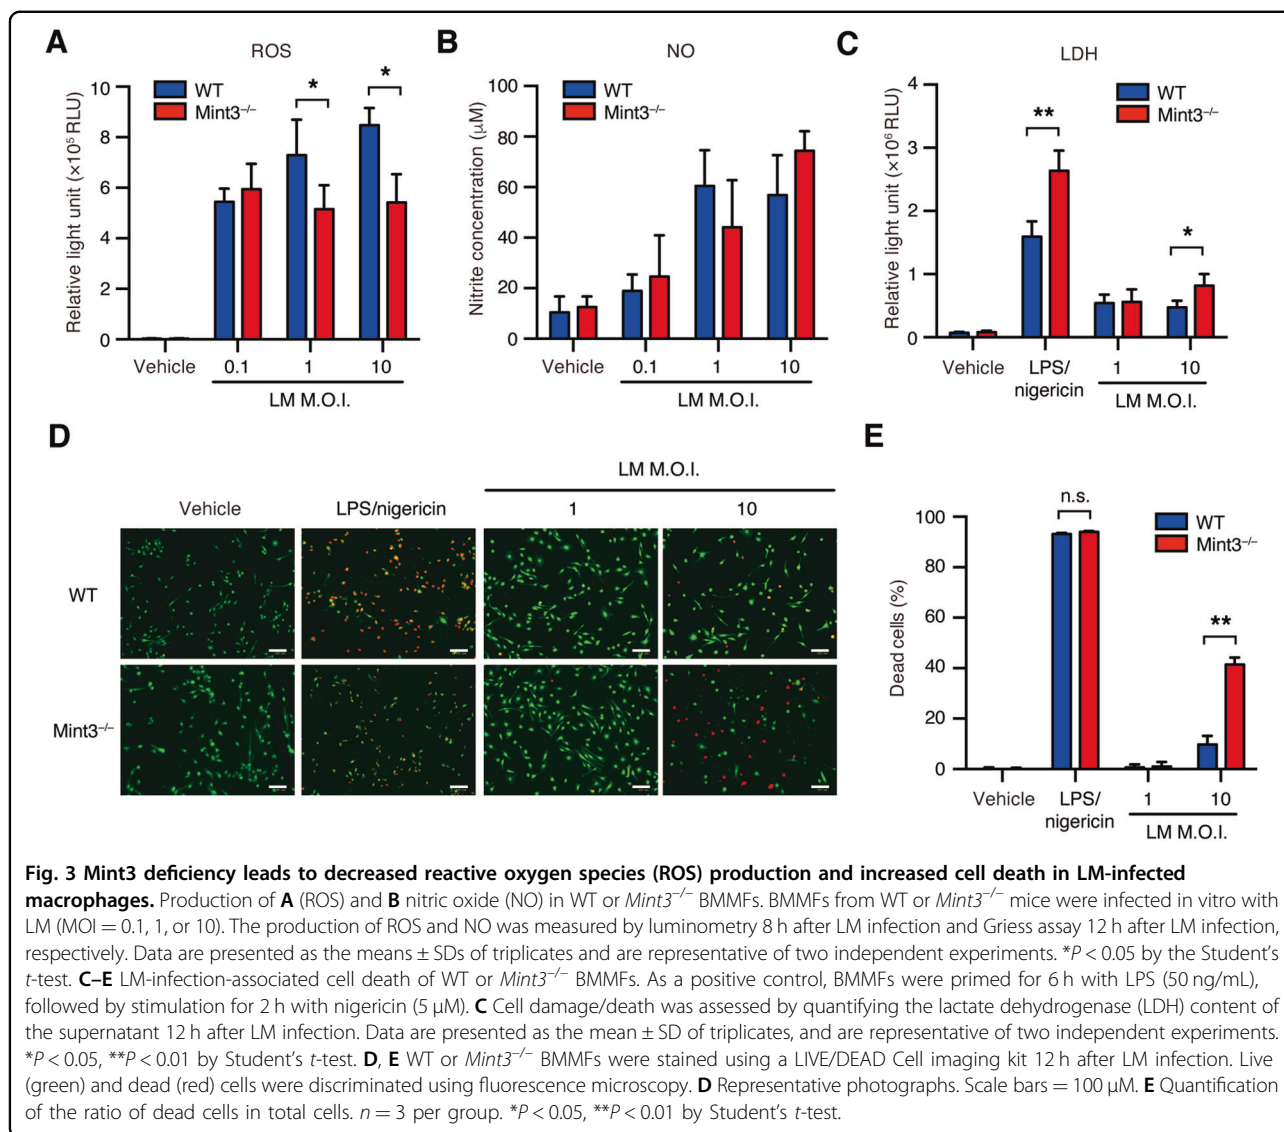 A
ROS
Relative light unit (×10⁵ RLU)
10
8
6
4
2
0
WT
Mint3⁻/⁻
*
*
Vehicle
0.1
1
10
LM M.O.I.
B
NO
Nitrite concentration (μM)
100
80
60
40
20
0
WT
Mint3⁻/⁻
Vehicle
0.1
1
10
LM M.O.I.
C
LDH
Relative light unit (×10⁶ RLU)
4
3
2
1
0
WT
Mint3⁻/⁻
**
*
Vehicle
LPS/
nigericin
1
10
LM M.O.I.
D
LM M.O.I.
Vehicle
LPS/nigericin
1
10
WT
Mint3⁻/⁻
E
Dead cells (%)
100
80
60
40
20
0
n.s.
WT
Mint3⁻/⁻
**
Vehicle
LPS/
nigericin
1
10
LM M.O.I.
Fig. 3 Mint3 deficiency leads to decreased reactive oxygen species (ROS) production and increased cell death in LM-infected
macrophages. Production of A (ROS) and B nitric oxide (NO) in WT or Mint3⁻/⁻ BMMFs. BMMFs from WT or Mint3⁻/⁻ mice were infected in vitro with
LM (MOI = 0.1, 1, or 10). The production of ROS and NO was measured by luminometry 8 h after LM infection and Griess assay 12 h after LM infection,
respectively. Data are presented as the means ± SDs of triplicates and are representative of two independent experiments. *P < 0.05 by the Student's
t-test. C–E LM-infection-associated cell death of WT or Mint3⁻/⁻ BMMFs. As a positive control, BMMFs were primed for 6 h with LPS (50 ng/mL),
followed by stimulation for 2 h with nigericin (5 μM). C Cell damage/death was assessed by quantifying the lactate dehydrogenase (LDH) content of
the supernatant 12 h after LM infection. Data are presented as the mean ± SD of triplicates, and are representative of two independent experiments.
*P < 0.05, **P < 0.01 by Student's t-test. D, E WT or Mint3⁻/⁻ BMMFs were stained using a LIVE/DEAD Cell imaging kit 12 h after LM infection. Live
(green) and dead (red) cells were discriminated using fluorescence microscopy. D Representative photographs. Scale bars = 100 μM. E Quantification
of the ratio of dead cells in total cells. n = 3 per group. *P < 0.05, **P < 0.01 by Student's t-test.